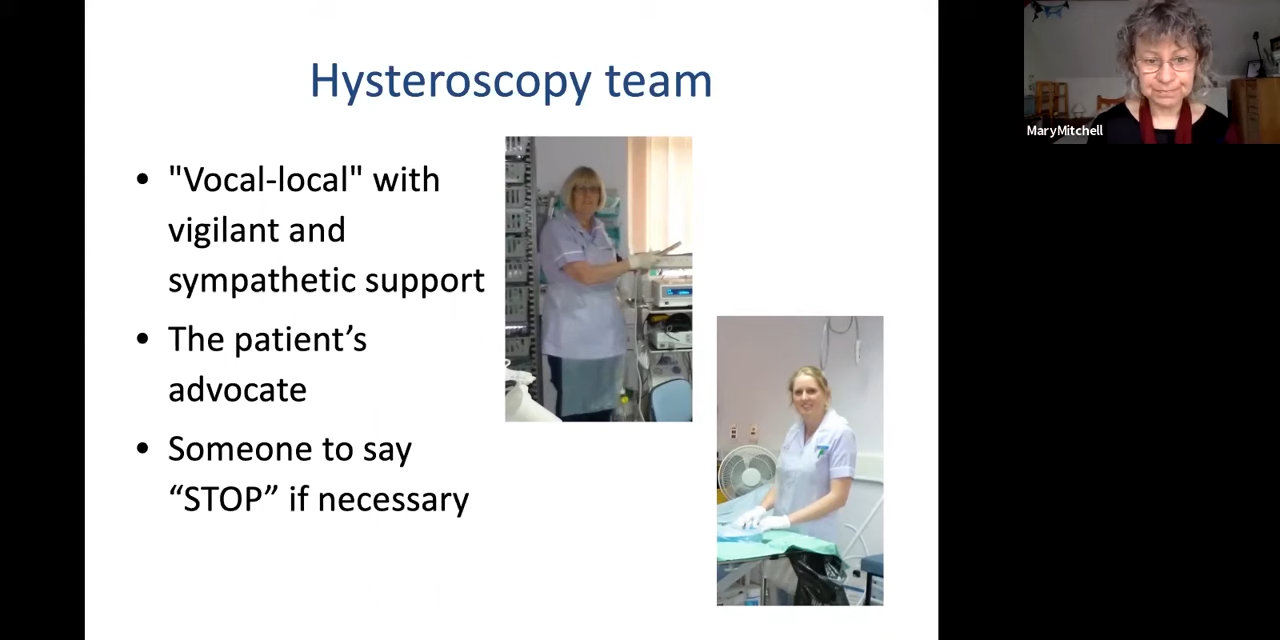 Hysteroscopy team
MaryMitchell
• "Vocal-local" with
vigilant and
sympathetic support
• The patient’s
advocate
• Someone to say
“STOP” if necessary